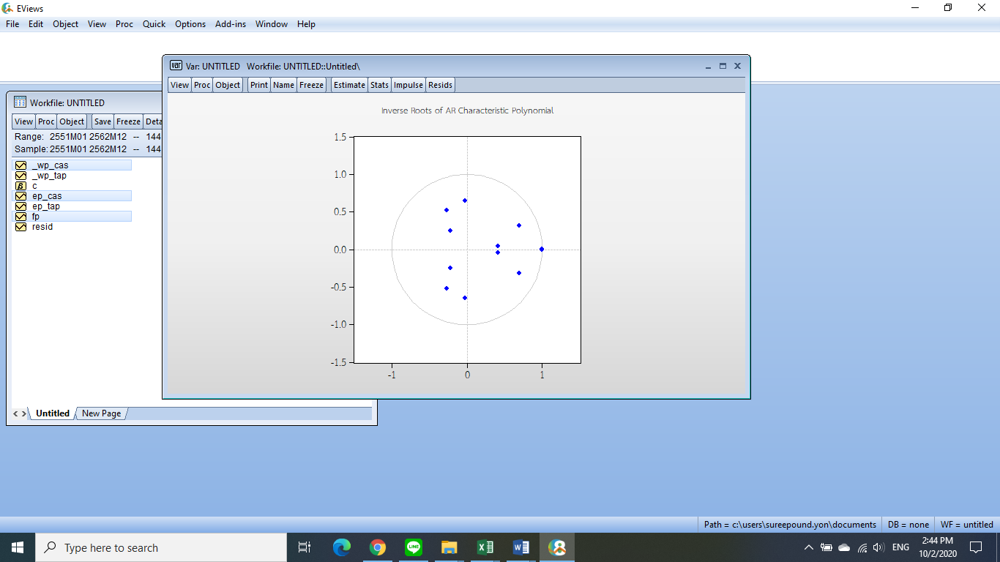 EViews
File Edit Object View Proc Quick Options Add-ins Window Help
var Var: UNTITLED Workfile: UNTITLED::Untitled\
View Proc Object Print Name Freeze Estimate Stats Impulse Resids
Inverse Roots of AR Characteristic Polynomial
1.5
1.0
0.5
0.0
-0.5
-1.0
-1.5
-1 0 1
Workfile: UNTITLED
View Proc Object Save Freeze Deta
Range: 2551M01 2562M12 -- 144
Sample: 2551M01 2562M12 -- 144
_wp_cas
_wp_tap
β c
ep_cas
ep_tap
fp
resid
< > Untitled New Page
Path = c:\users\sureepound.yon\documents DB = none WF = untitled
Type here to search
LINE
ENG
2:44 PM
10/2/2020